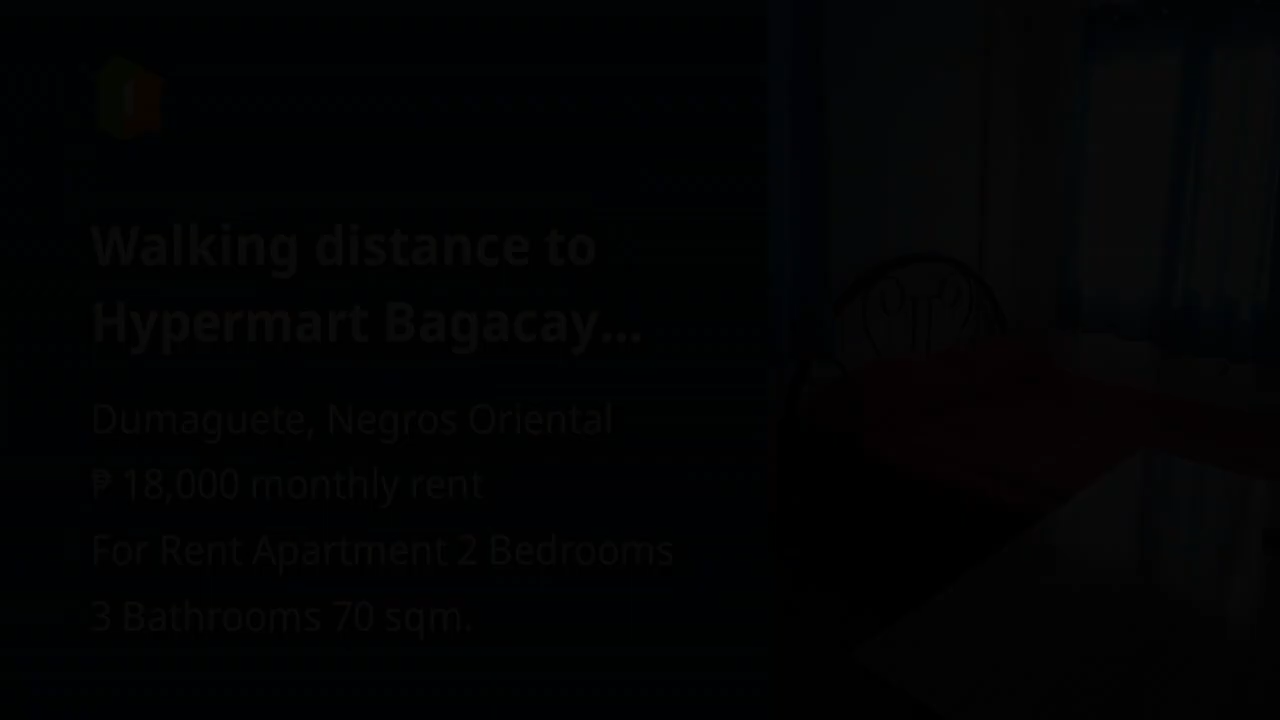 Walking distance to
Hypermart Bagacay...
Dumaguete, Negros Oriental
₱ 18,000 monthly rent
For Rent Apartment 2 Bedrooms
3 Bathrooms 70 sqm.